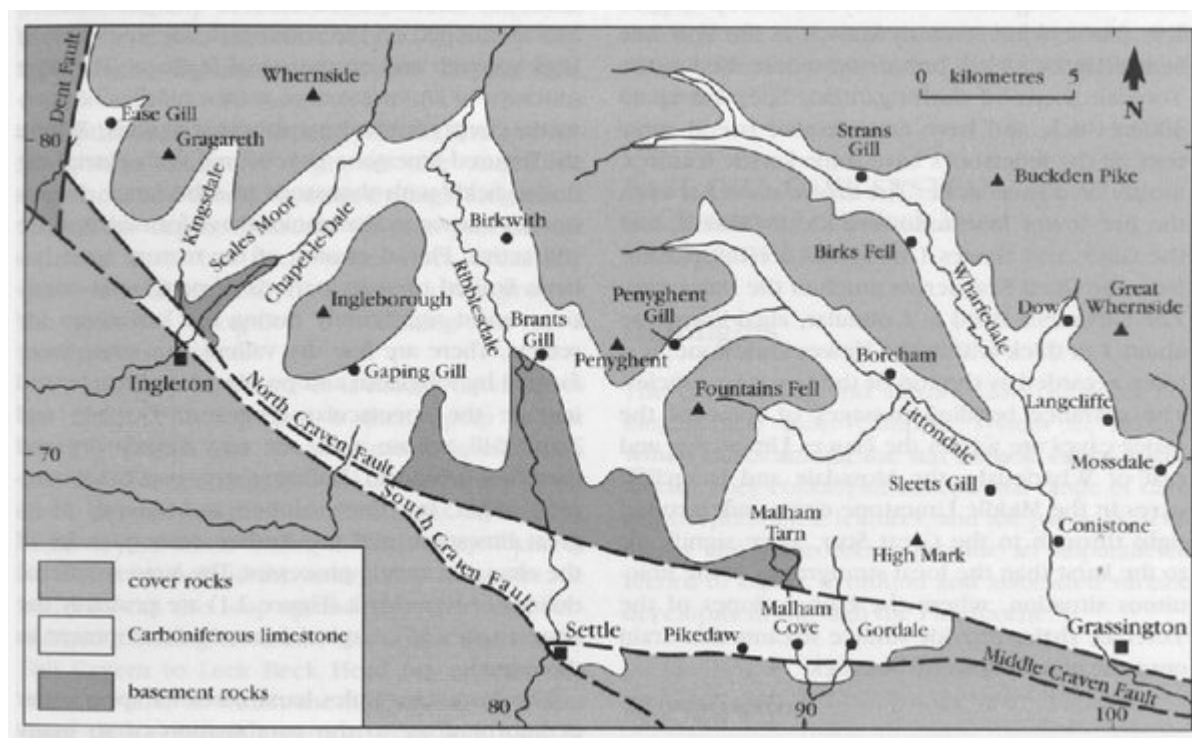 Dent Fault
Whernside
0 kilometres 5
N
Ease Gill
80
Gragareth
Strans
Gill
Buckden Pike
Kingsdale
Scales Moor
Chapel-le-Dale
Birkwith
Ribblesdale
Birks Fell
Wharfedale
Ingleborough
Penyghent
Gill
Dow
Great
Whernside
Brants
Gill
Penyghent
Boreham
Gaping Gill
Ingleton
Fountains Fell
Littondale
Langcliffe
North Craven Fault
70
Mossdale
South Craven Fault
Sleets Gill
Malham
Tarn
High Mark
Conistone
cover rocks
Carboniferous limestone
basement rocks
Settle
Pikedaw
Malham
Cove
Gordale
Grassington
Middle Craven Fault
80
90
100